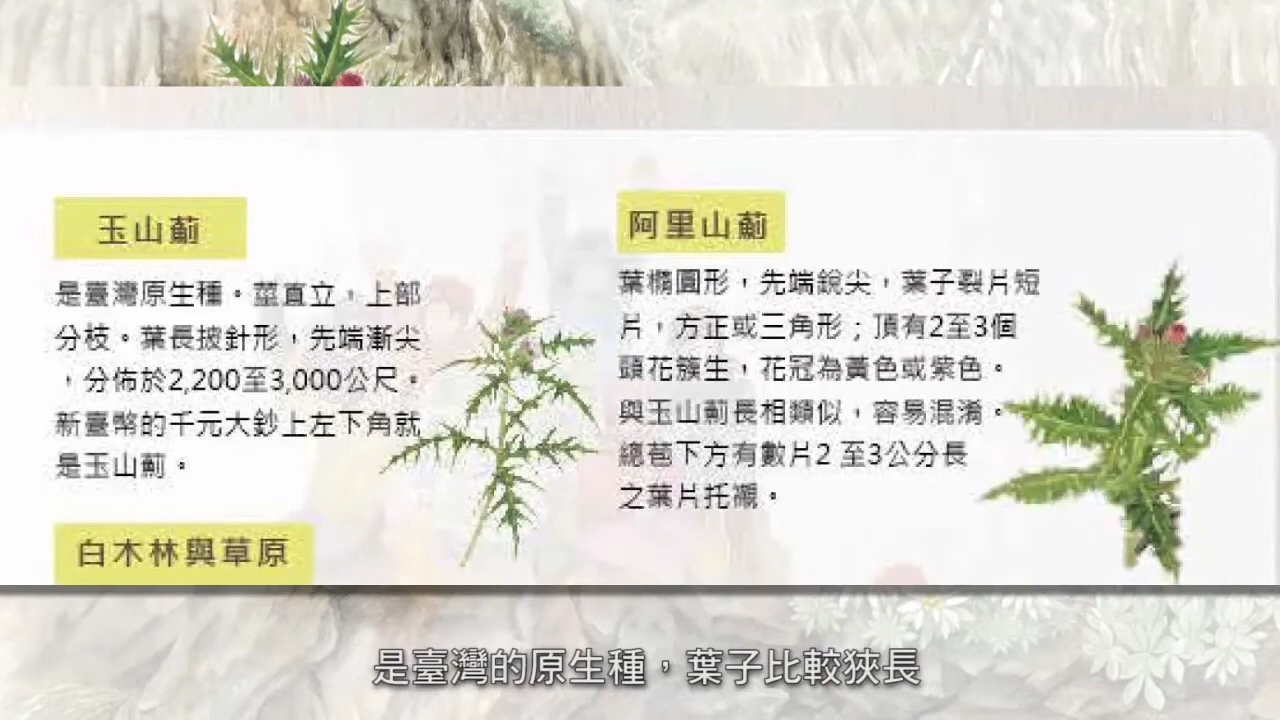 玉山薊
是臺灣原生種。莖直立，上部
分枝。葉長披針形，先端漸尖
，分佈於2,200至3,000公尺。
新臺幣的千元大鈔上左下角就
是玉山薊。
白木林與草原
阿里山薊
葉橢圓形，先端銳尖，葉子裂片短
片，方正或三角形；頂有2至3個
頭花簇生，花冠為黃色或紫色。
與玉山薊長相類似，容易混淆。
總苞下方有數片2 至3公分長
之葉片托襯。
是臺灣的原生種，葉子比較狹長